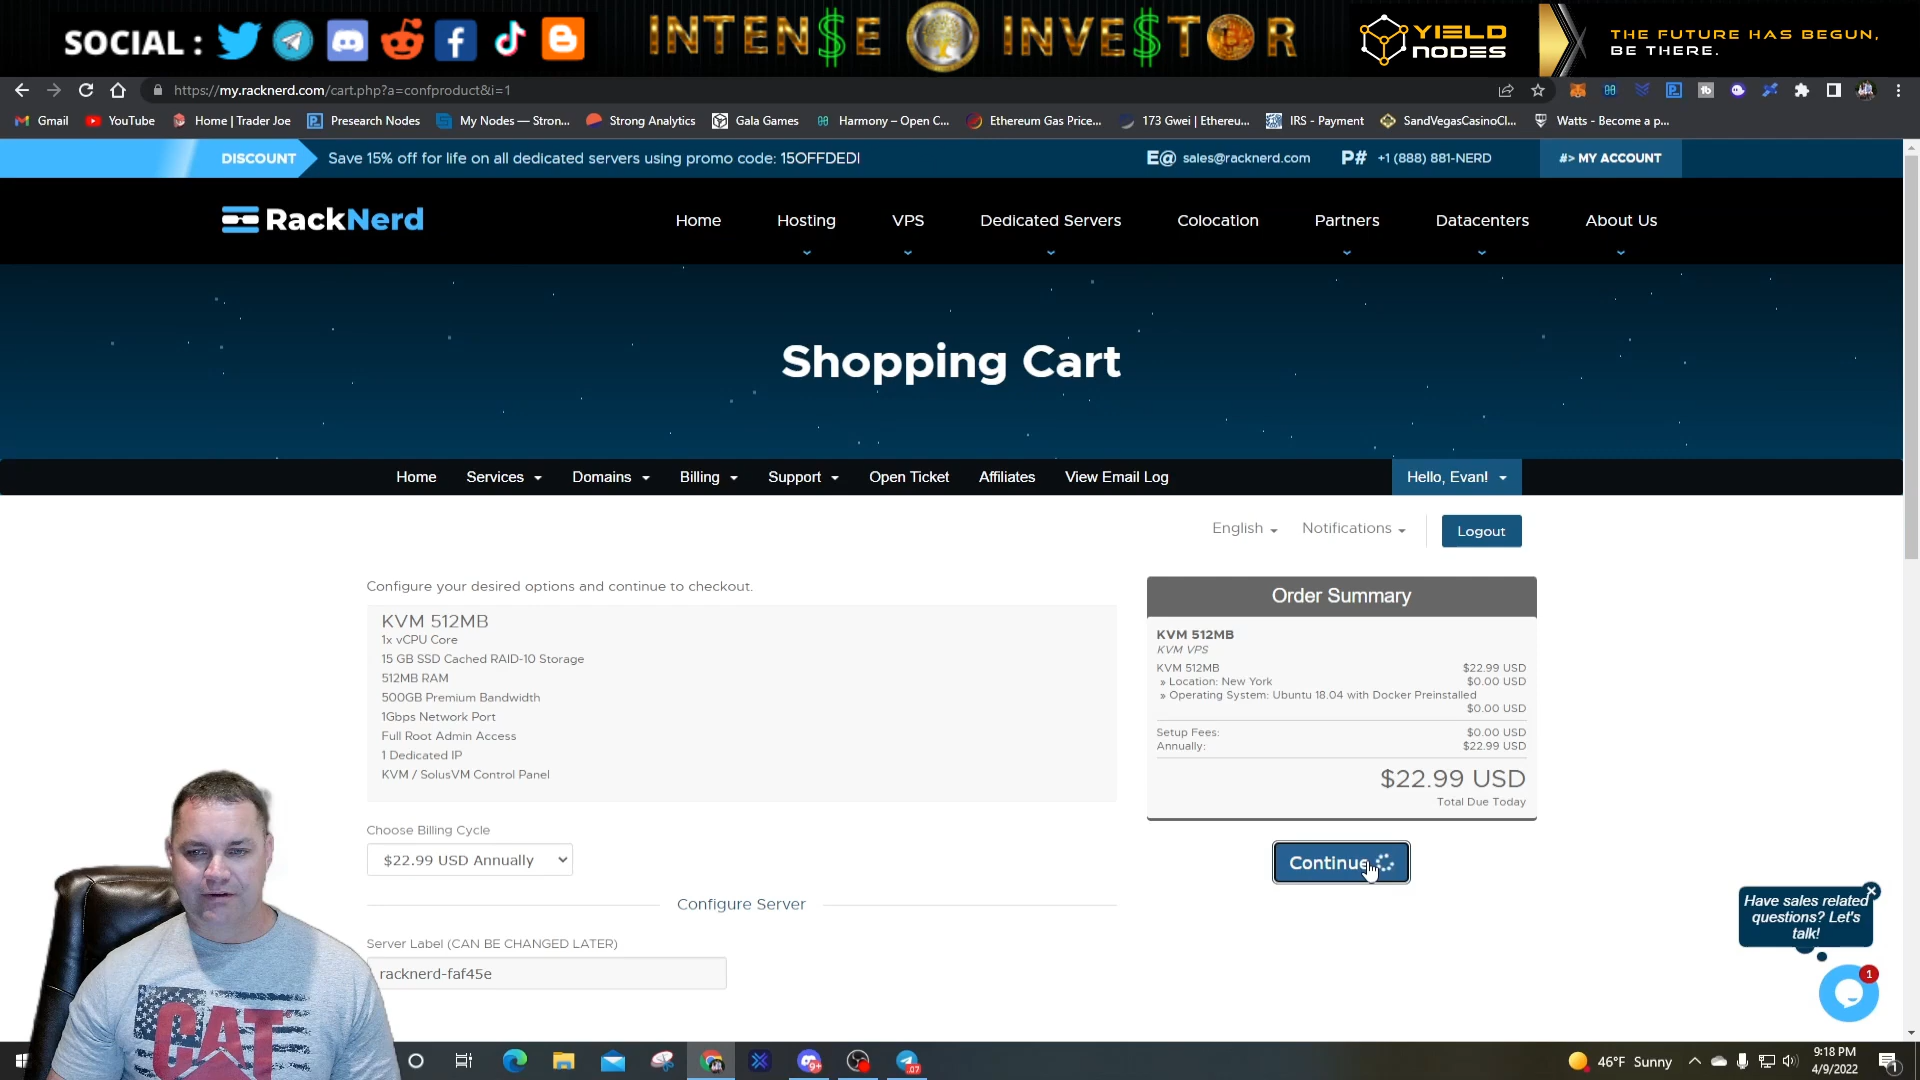 SOCIAL :
INTEN$E INVE$TOR
YIELD NODES
THE FUTURE HAS BEGUN,
BE THERE.
https://my.racknerd.com/cart.php?a=confproduct&i=1
Gmail YouTube Home | Trader Joe Presearch Nodes My Nodes — Stron... Strong Analytics Gala Games Harmony – Open C... Ethereum Gas Price... 173 Gwei | Ethereu... IRS - Payment SandVegasCasinoCl... Watts - Become a p...
DISCOUNT Save 15% off for life on all dedicated servers using promo code: 15OFFDEDI E@ sales@racknerd.com P# +1 (888) 881-NERD #> MY ACCOUNT
RackNerd Home Hosting VPS Dedicated Servers Colocation Partners Datacenters About Us
Shopping Cart
Home Services Domains Billing Support Open Ticket Affiliates View Email Log Hello, Evan!
English Notifications Logout
Configure your desired options and continue to checkout.
KVM 512MB
1x vCPU Core
15 GB SSD Cached RAID-10 Storage
512MB RAM
500GB Premium Bandwidth
1Gbps Network Port
Full Root Admin Access
1 Dedicated IP
KVM / SolusVM Control Panel
Choose Billing Cycle
$22.99 USD Annually
Configure Server
Server Label (CAN BE CHANGED LATER)
racknerd-faf45e
Order Summary
KVM 512MB
KVM VPS
KVM 512MB $22.99 USD
» Location: New York $0.00 USD
» Operating System: Ubuntu 18.04 with Docker Preinstalled
$0.00 USD
Setup Fees: $0.00 USD
Annually: $22.99 USD
$22.99 USD
Total Due Today
Continue
Have sales related
questions? Let's
talk!
1
CAT
46°F Sunny
9:18 PM
4/9/2022